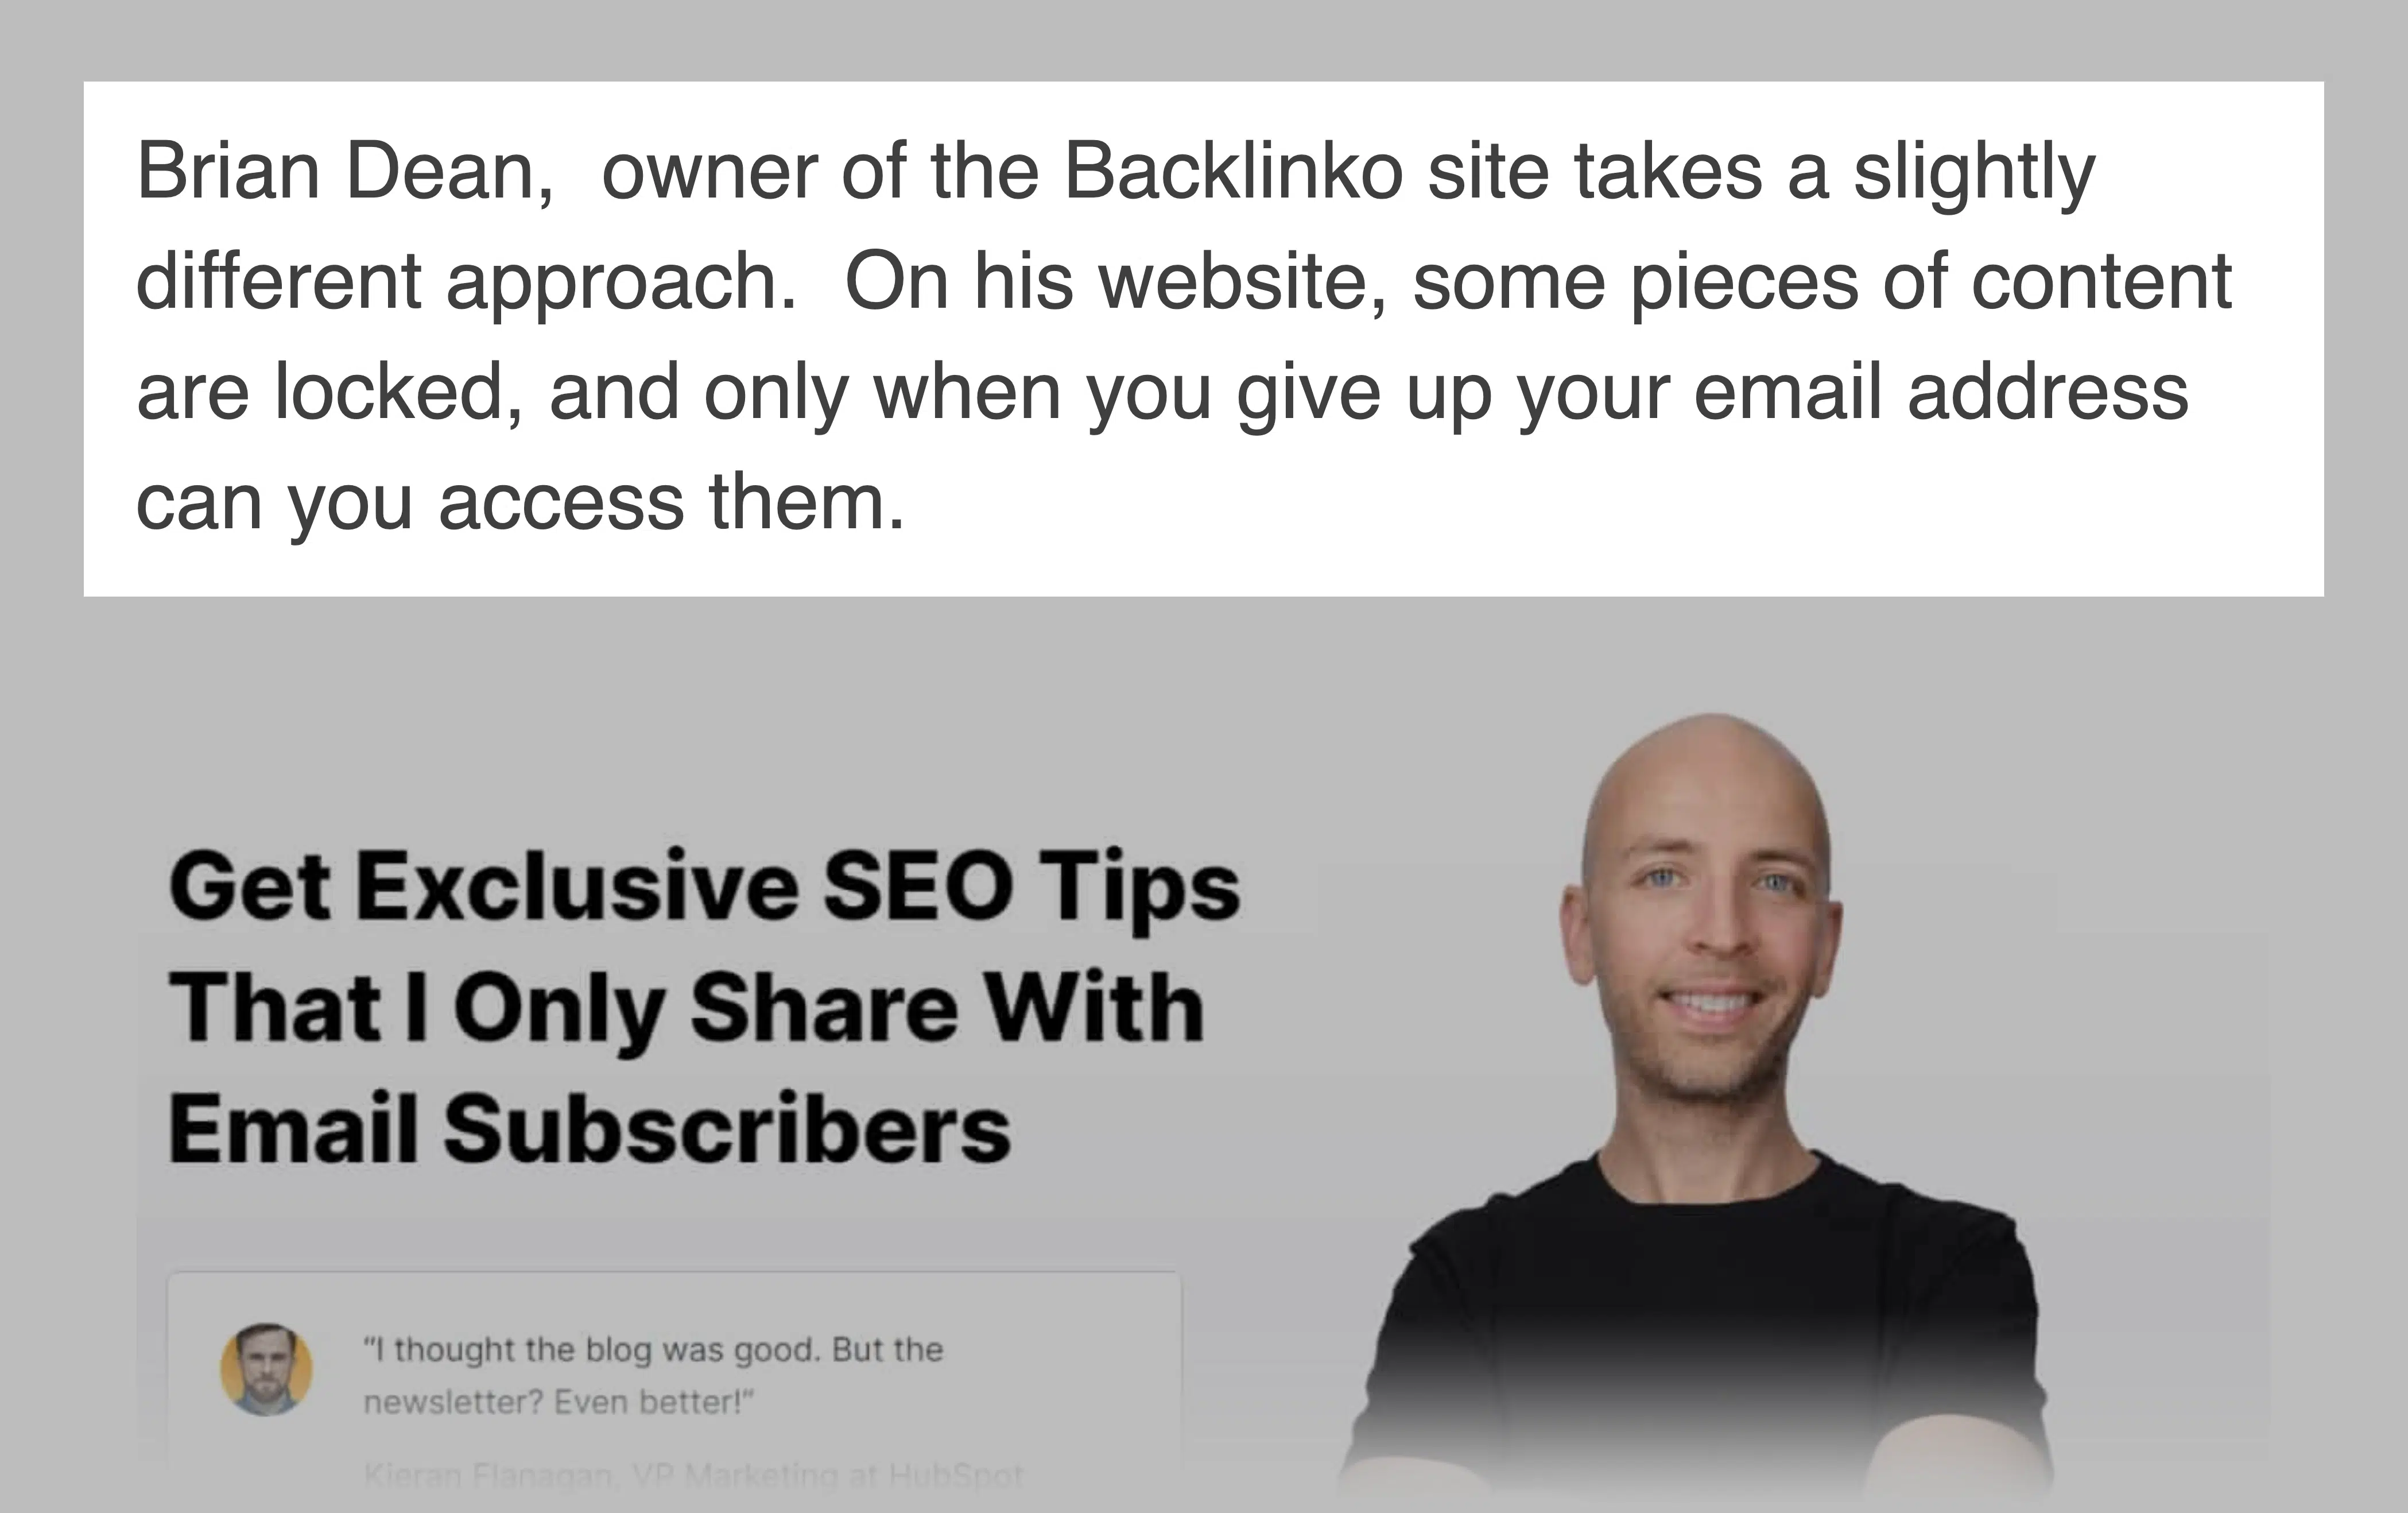 Brian Dean,  owner of the Backlinko site takes a slightly
different approach.  On his website, some pieces of content
are locked, and only when you give up your email address
can you access them.
Get Exclusive SEO Tips
That I Only Share With
Email Subscribers
"I thought the blog was good. But the
newsletter? Even better!"
Kieran Flanagan, VP Marketing at HubSpot